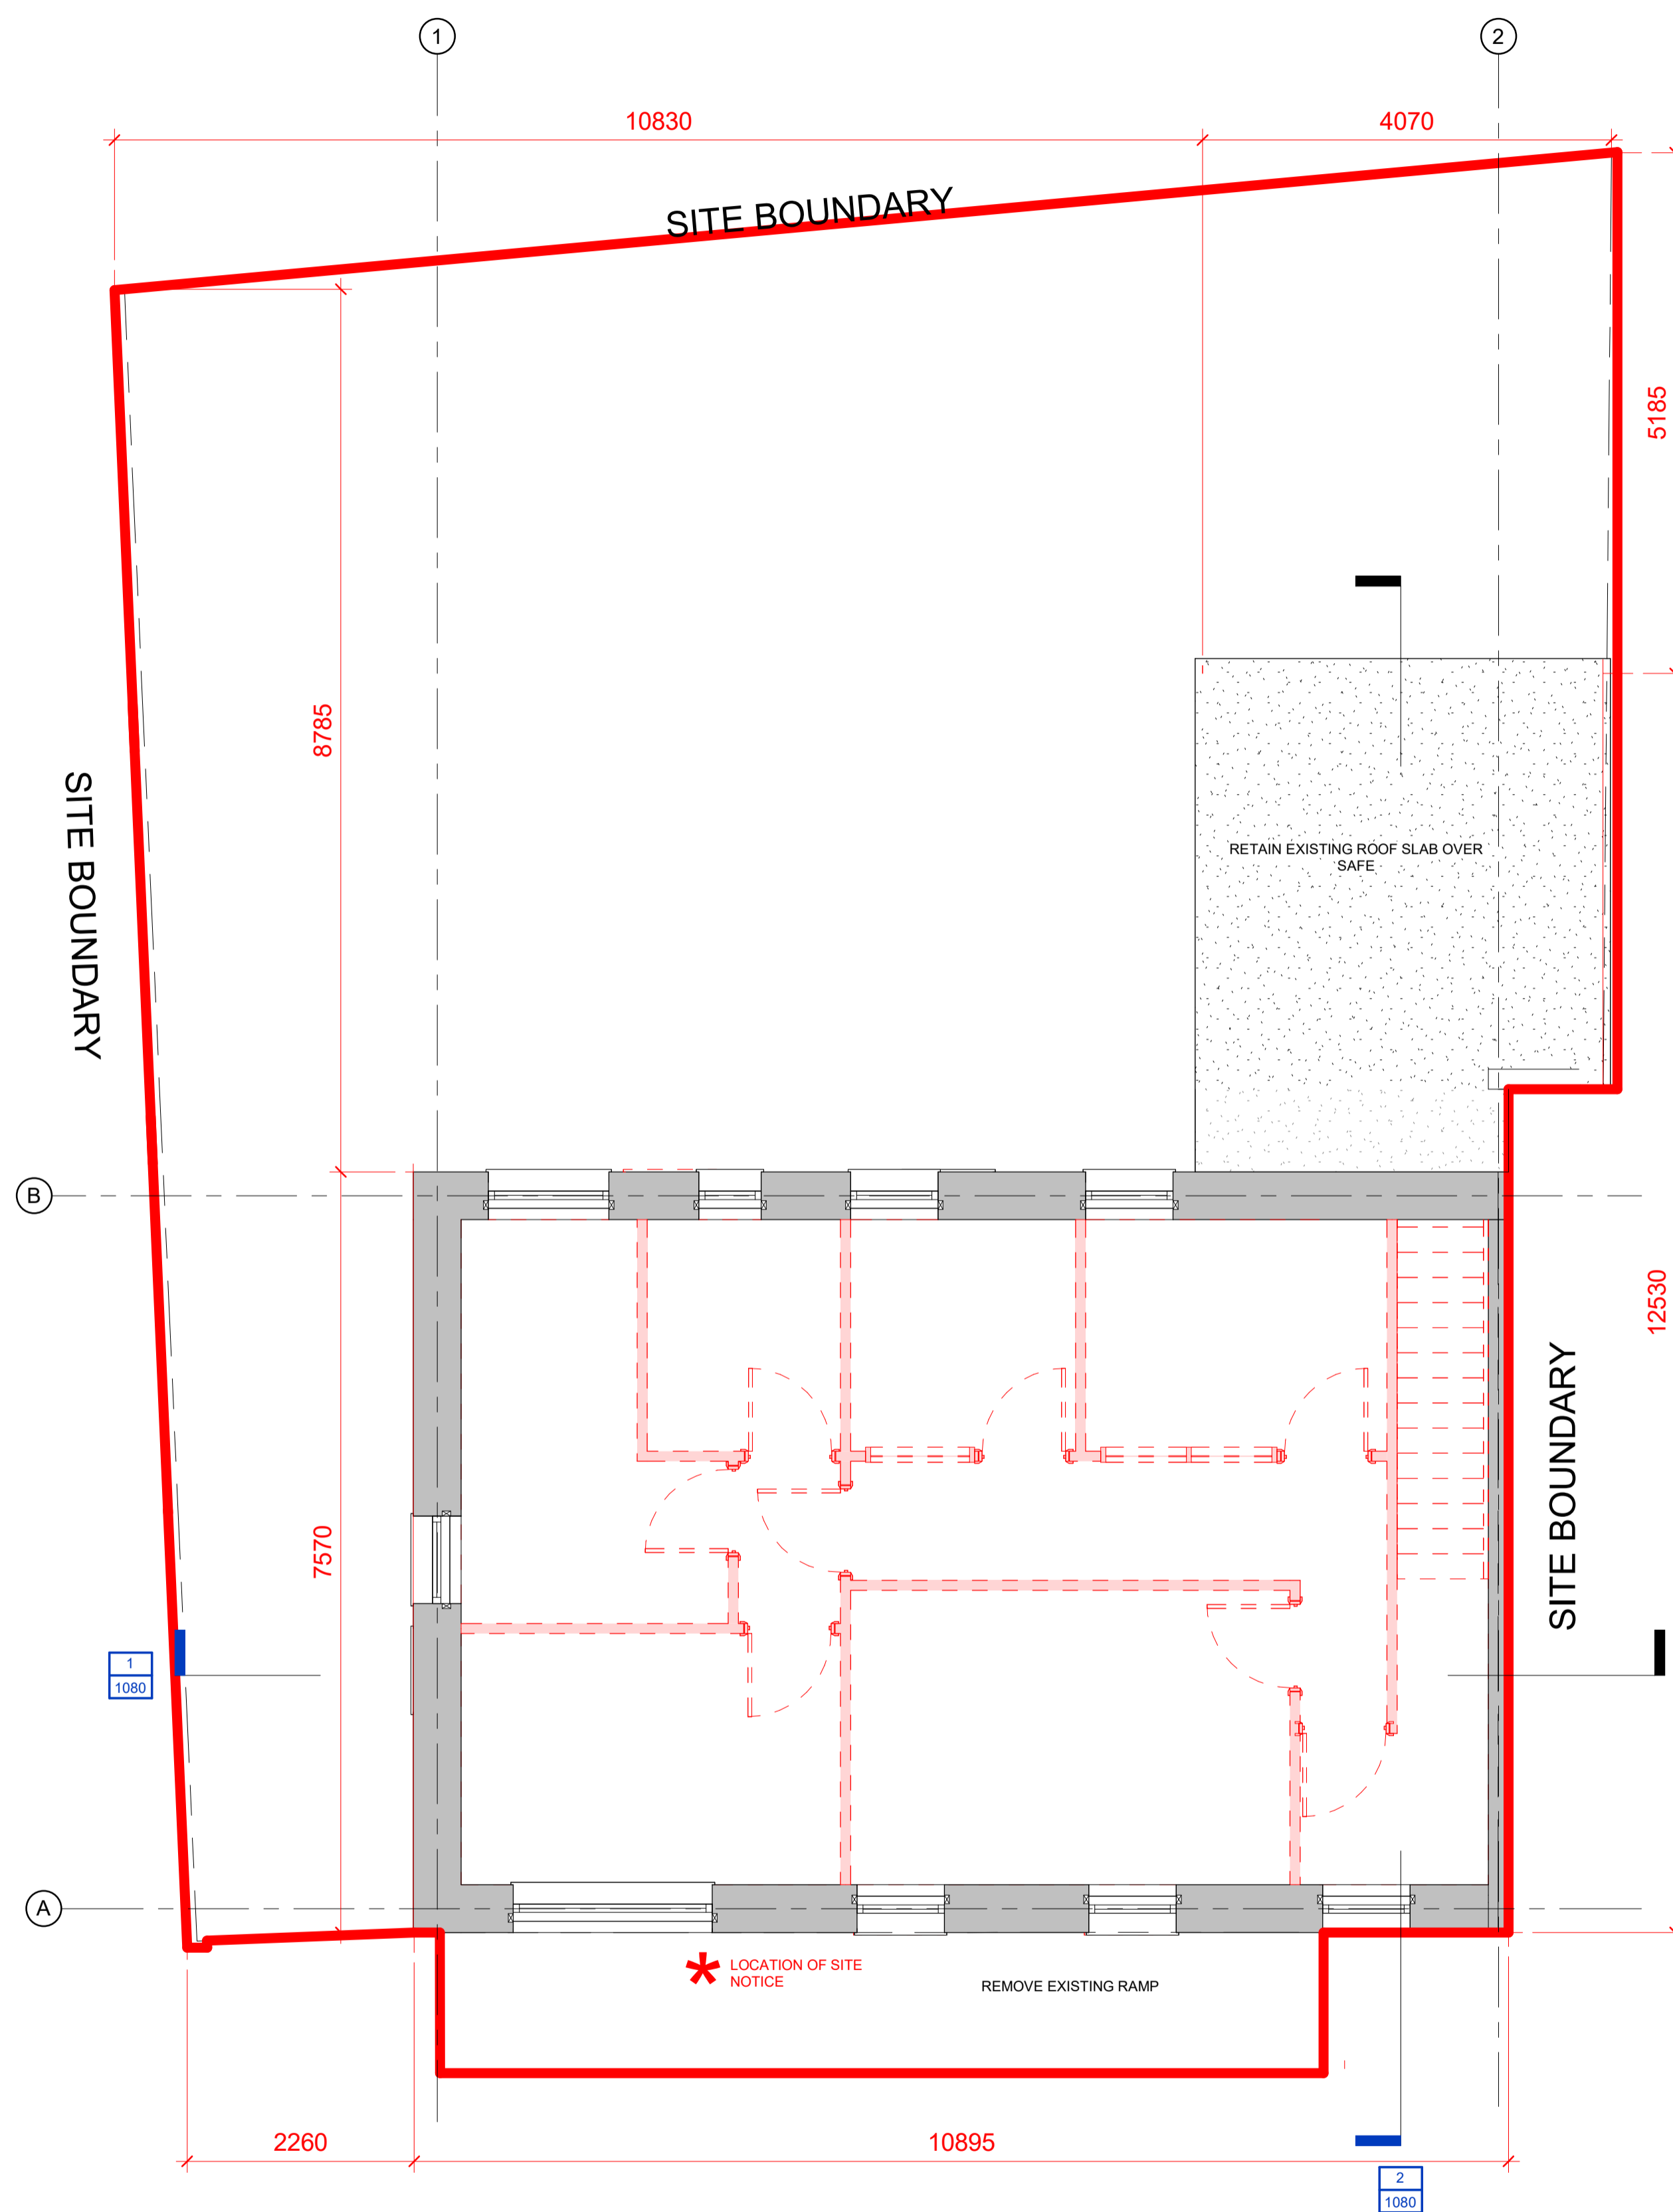 1
2
10830
4070
SITE BOUNDARY
5185
8785
SITE BOUNDARY
RETAIN EXISTING ROOF SLAB OVER
SAFE
B
12530
SITE BOUNDARY
7570
1
1080
A
LOCATION OF SITE
NOTICE
REMOVE EXISTING RAMP
2260
10895
2
1080